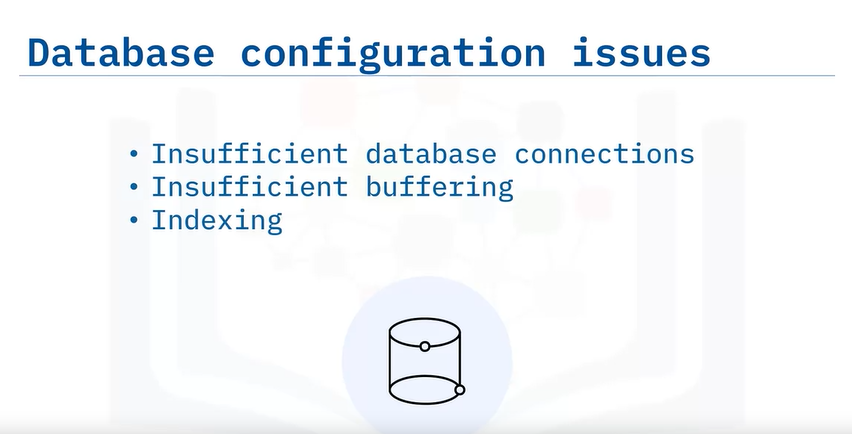 Database configuration issues
• Insufficient database connections
• Insufficient buffering
• Indexing